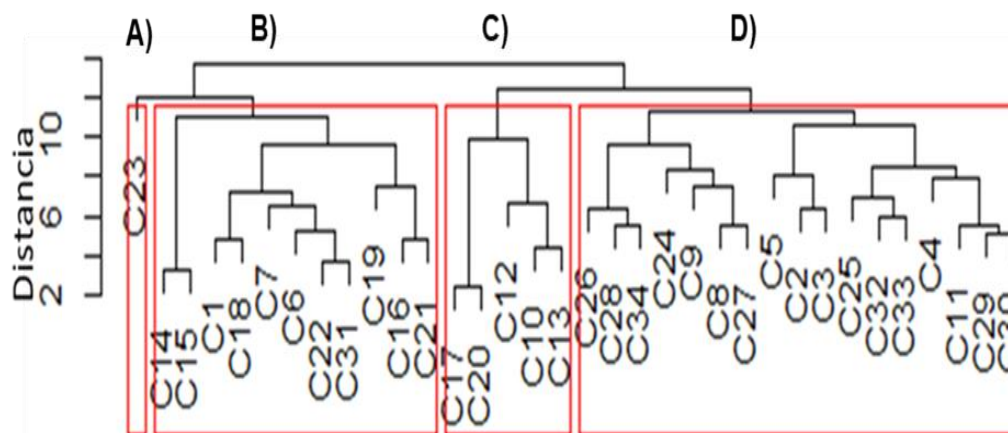 A) B) C) D)
Distancia
10
6
2
C23
C14
C15
C1
C18
C7
C6
C22
C31
C19
C16
C21
C17
C20
C12
C10
C13
C26
C28
C34
C24
C9
C8
C27
C5
C2
C3
C25
C32
C33
C4
C11
C29